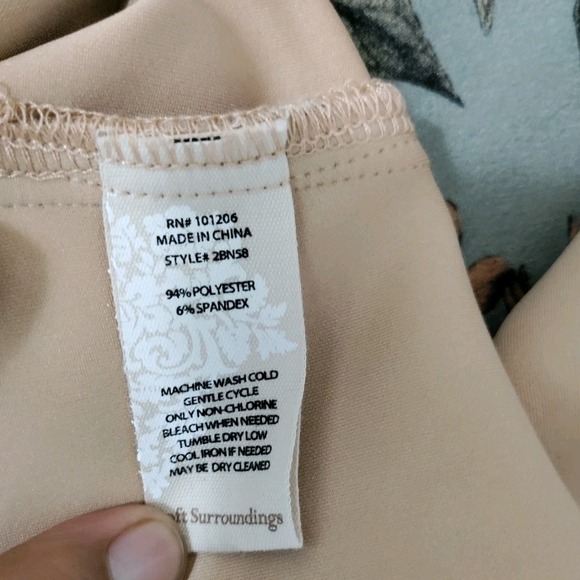 RN# 101206
MADE IN CHINA
STYLE# 2BN58
94% POLYESTER
6% SPANDEX
MACHINE WASH COLD
GENTLE CYCLE
ONLY NON-CHLORINE
BLEACH WHEN NEEDED
TUMBLE DRY LOW
COOL IRON IF NEEDED
MAY BE DRY CLEANED
Surroundings